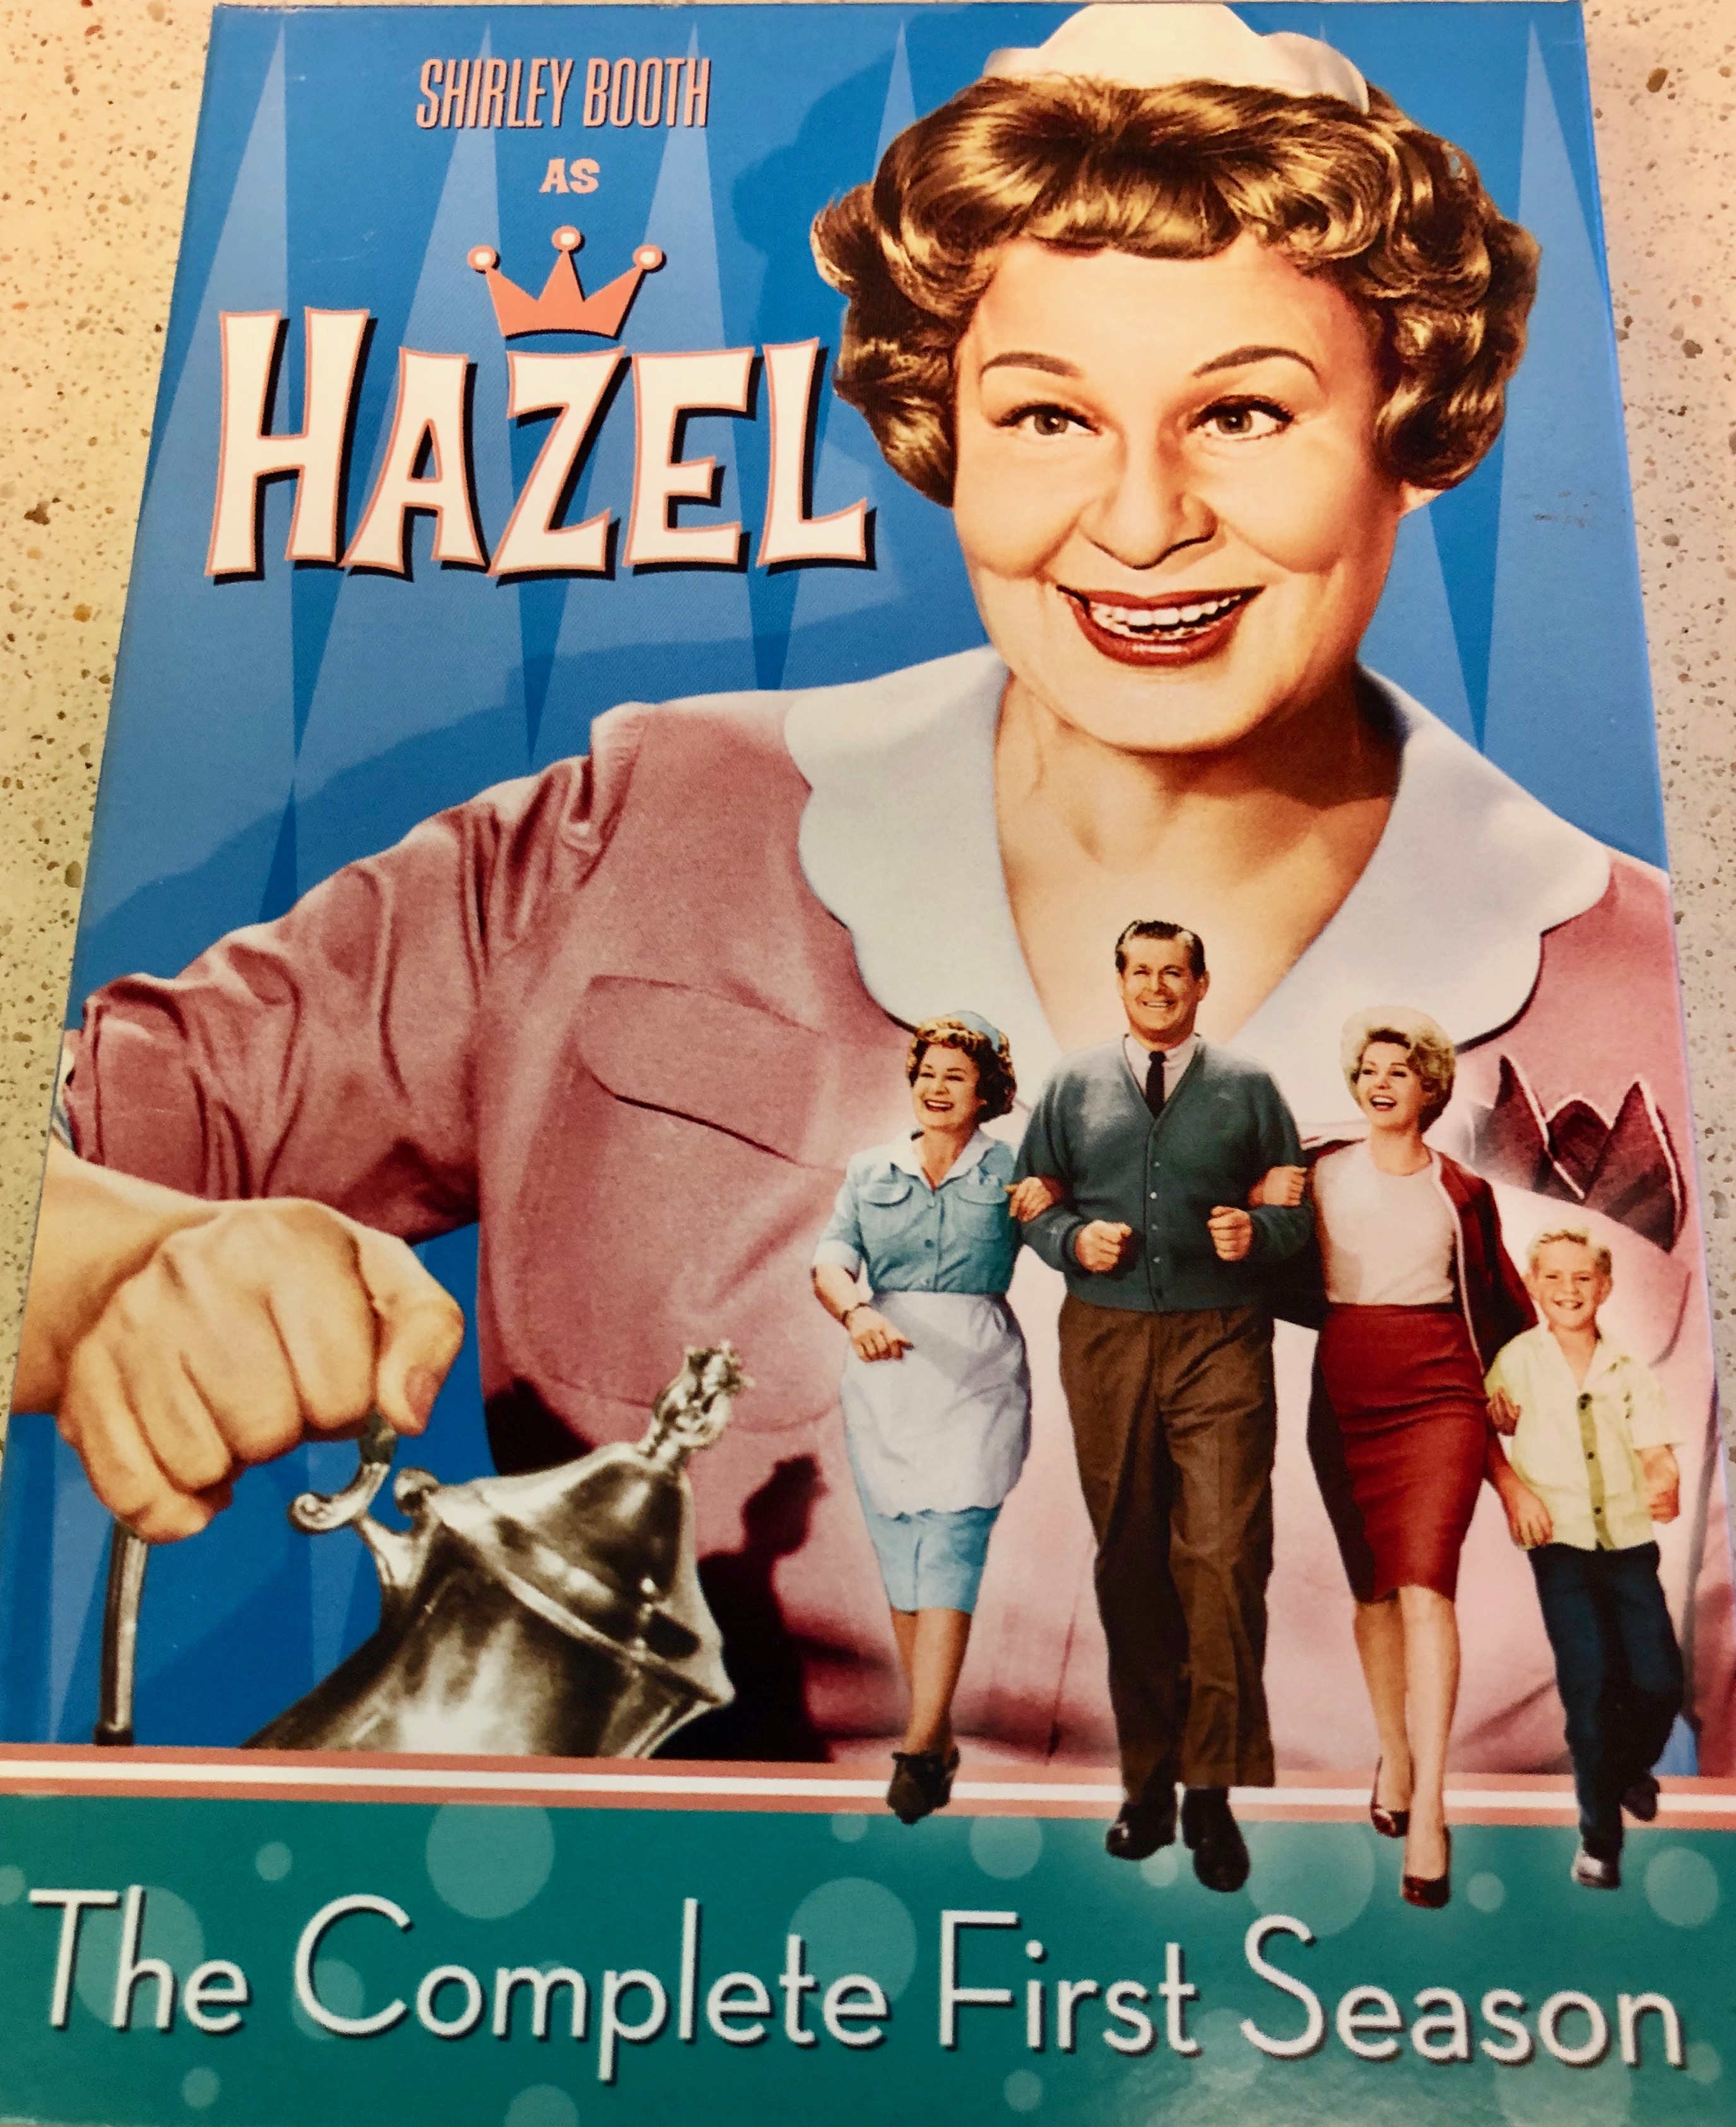 SHIRLEY BOOTH
AS
HAZEL
The Complete First Season